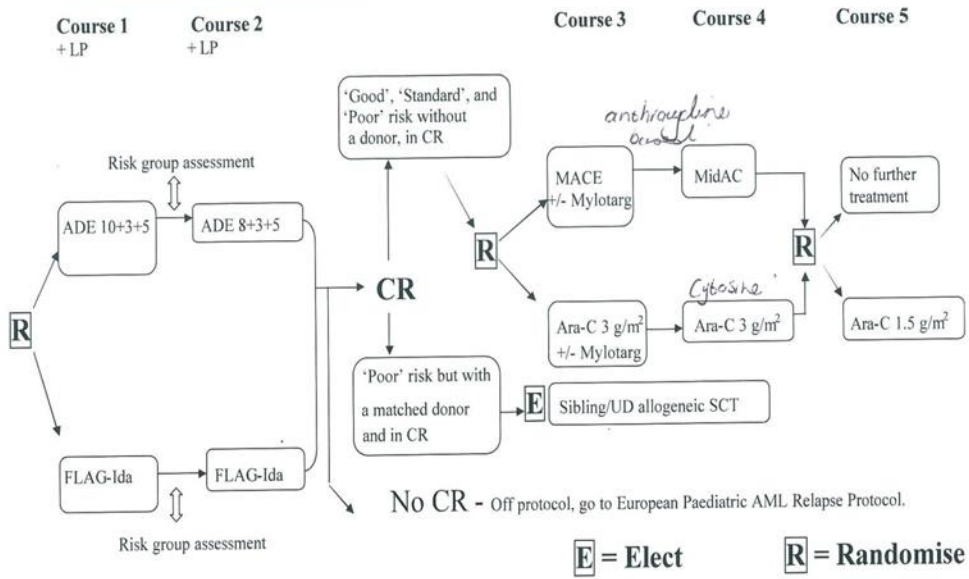 Course 1
+ LP
Course 2
+ LP
Course 3
Course 4
Course 5
Risk group assessment
R
ADE 10+3+5
ADE 8+3+5
FLAG-Ida
FLAG-Ida
Risk group assessment
CR
'Good', 'Standard', and
'Poor' risk without
a donor, in CR
'Poor' risk but with
a matched donor
and in CR
R
MACE
+/- Mylotarg
anthracycline
MidAC
Ara-C 3 g/m²
+/- Mylotarg
Cytosine
Ara-C 3 g/m²
R
No further
treatment
Ara-C 1.5 g/m²
E
Sibling/UD allogeneic SCT
No CR - Off protocol, go to European Paediatric AML Relapse Protocol.
E = Elect
R = Randomise